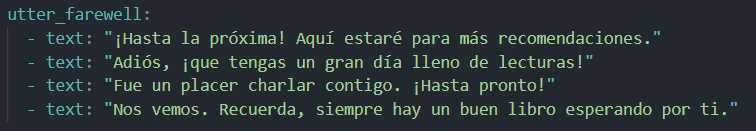 utter_farewell:
- text: "¡Hasta la próxima! Aquí estaré para más recomendaciones."
- text: "Adiós, ¡que tengas un gran día lleno de lecturas!"
- text: "Fue un placer charlar contigo. ¡Hasta pronto!"
- text: "Nos vemos. Recuerda, siempre hay un buen libro esperando por ti."